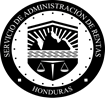 SERVICIO DE ADMINISTRACIÓN DE RENTAS
HONDURAS